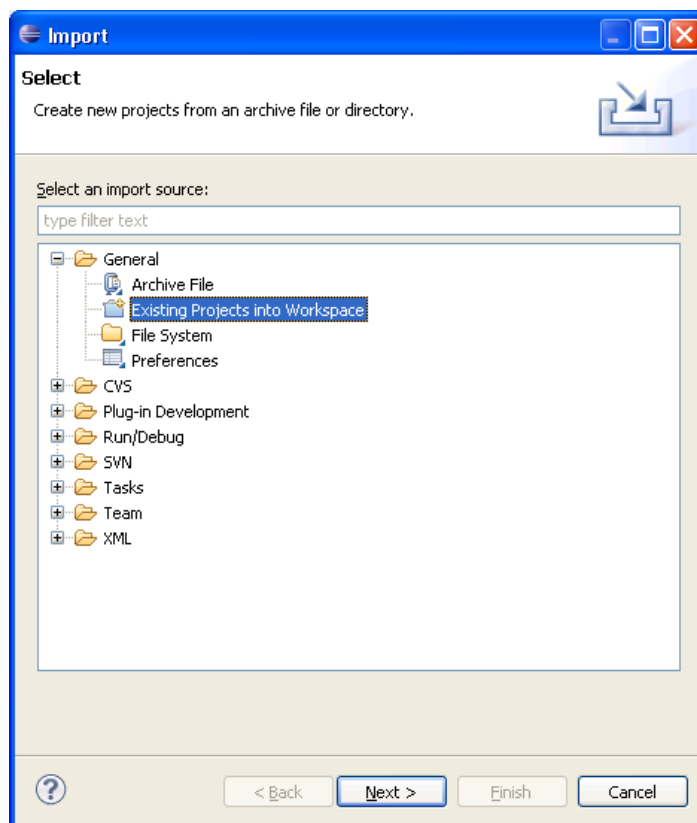 Import
Select
Create new projects from an archive file or directory.
Select an import source:
type filter text
General
Archive File
Existing Projects into Workspace
File System
Preferences
CVS
Plug-in Development
Run/Debug
SVN
Tasks
Team
XML
? < Back Next > Finish Cancel